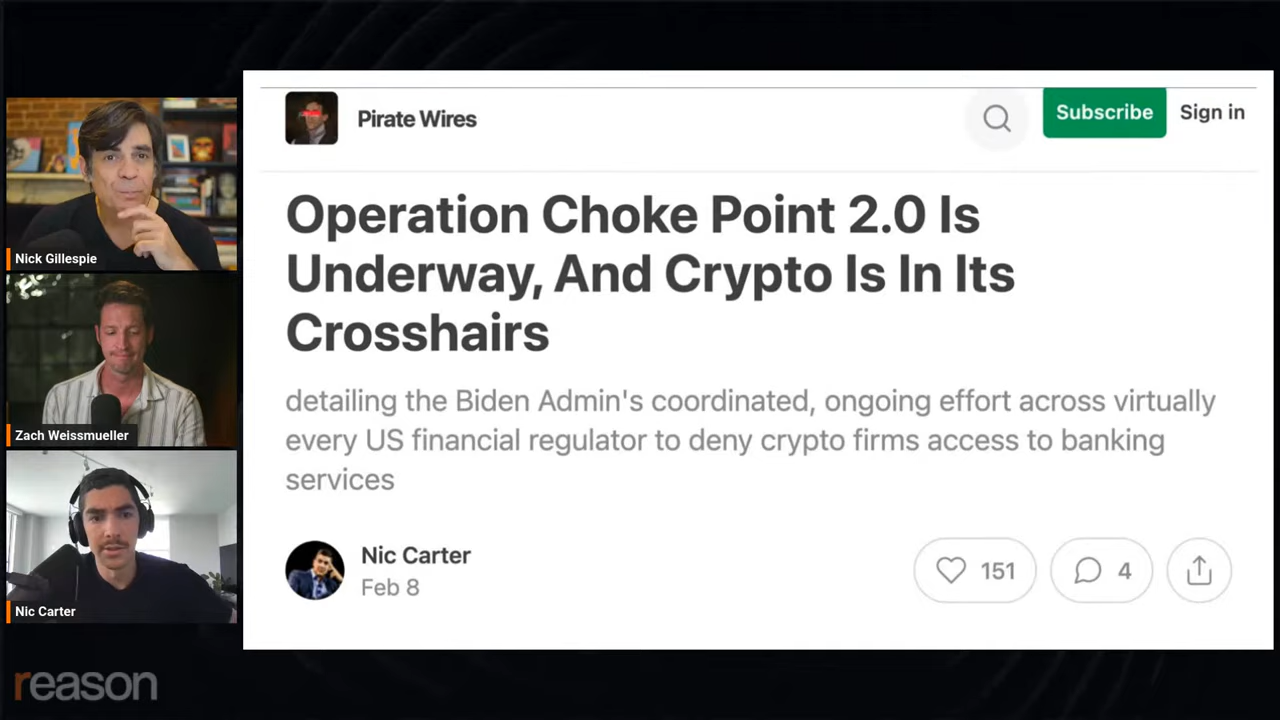 Nick Gillespie
Zach Weissmueller
Nic Carter
reason
Pirate Wires
Subscribe
Sign in
Operation Choke Point 2.0 Is
Underway, And Crypto Is In Its
Crosshairs
detailing the Biden Admin's coordinated, ongoing effort across virtually
every US financial regulator to deny crypto firms access to banking
services
Nic Carter
Feb 8
151
4